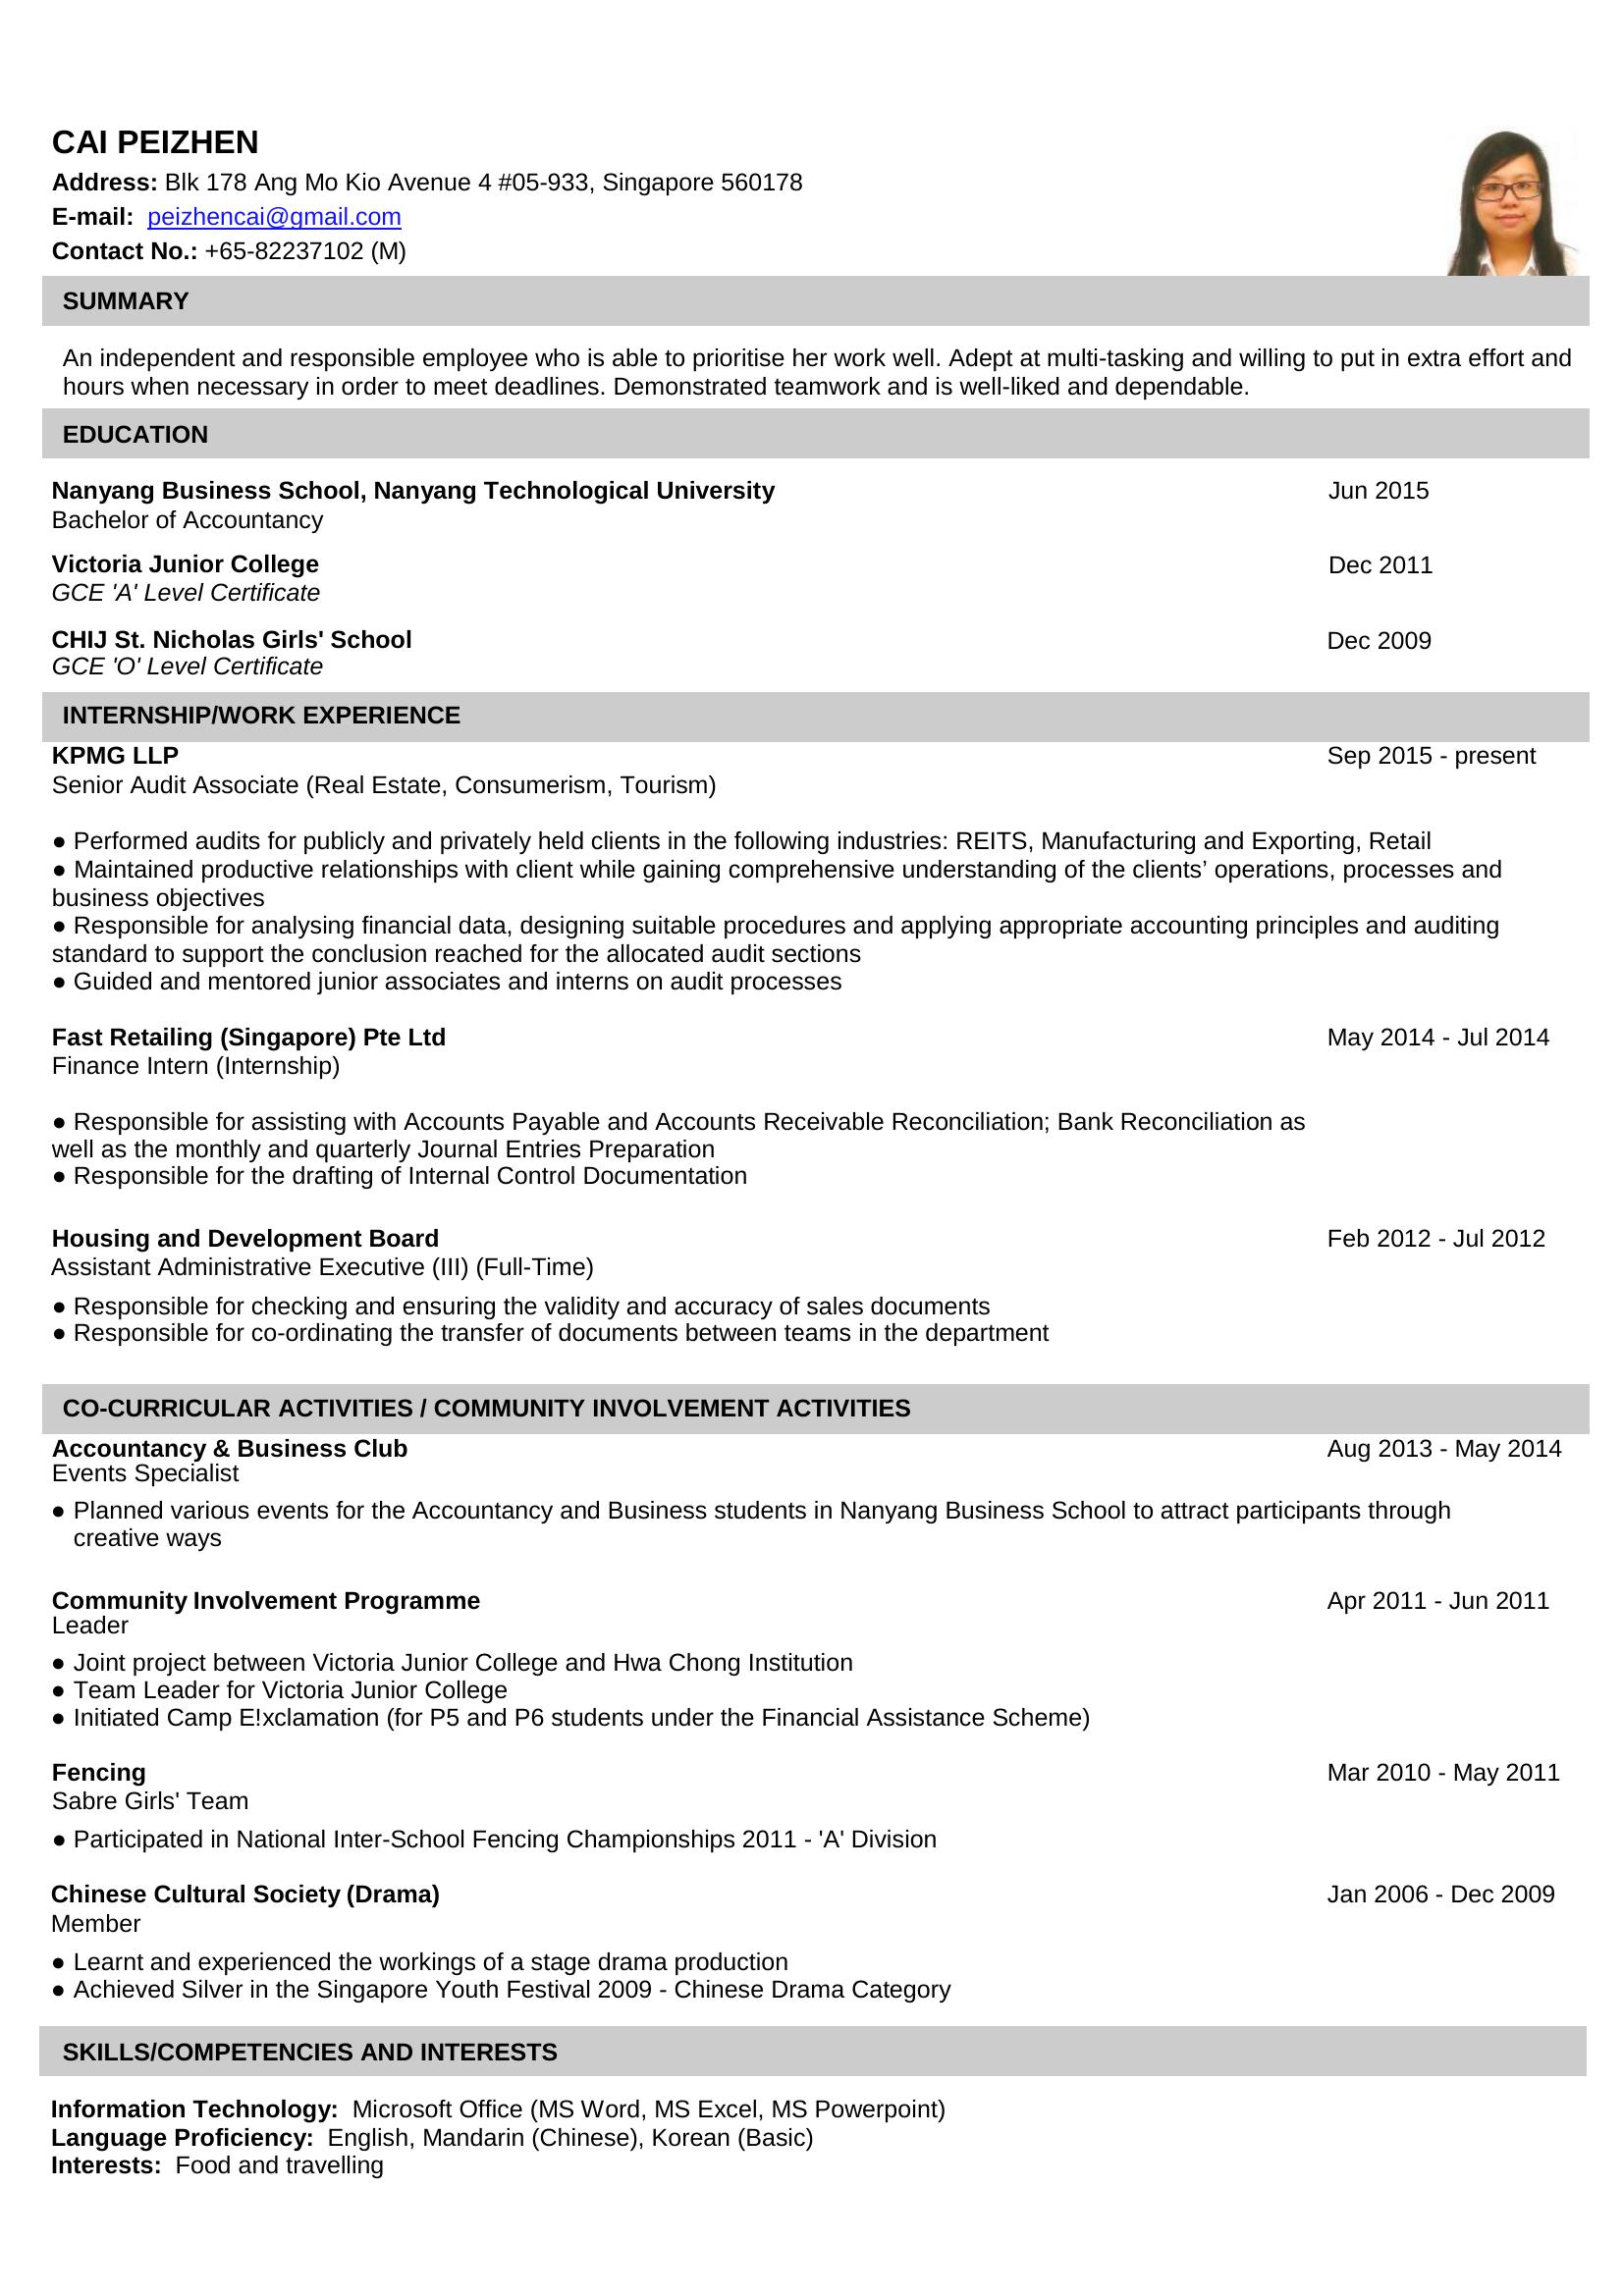 CAI PEIZHEN
Address: Blk 178 Ang Mo Kio Avenue 4 #05-933, Singapore 560178
E-mail: peizhencai@gmail.com
Contact No.: +65-82237102 (M)
SUMMARY
An independent and responsible employee who is able to prioritise her work well. Adept at multi-tasking and willing to put in extra effort and
hours when necessary in order to meet deadlines. Demonstrated teamwork and is well-liked and dependable.
EDUCATION
Nanyang Business School, Nanyang Technological University Jun 2015
Bachelor of Accountancy
Victoria Junior College Dec 2011
GCE 'A' Level Certificate
CHIJ St. Nicholas Girls' School Dec 2009
GCE 'O' Level Certificate
INTERNSHIP/WORK EXPERIENCE
KPMG LLP Sep 2015 - present
Senior Audit Associate (Real Estate, Consumerism, Tourism)
● Performed audits for publicly and privately held clients in the following industries: REITS, Manufacturing and Exporting, Retail
● Maintained productive relationships with client while gaining comprehensive understanding of the clients’ operations, processes and
business objectives
● Responsible for analysing financial data, designing suitable procedures and applying appropriate accounting principles and auditing
standard to support the conclusion reached for the allocated audit sections
● Guided and mentored junior associates and interns on audit processes
Fast Retailing (Singapore) Pte Ltd May 2014 - Jul 2014
Finance Intern (Internship)
● Responsible for assisting with Accounts Payable and Accounts Receivable Reconciliation; Bank Reconciliation as
well as the monthly and quarterly Journal Entries Preparation
● Responsible for the drafting of Internal Control Documentation
Housing and Development Board Feb 2012 - Jul 2012
Assistant Administrative Executive (III) (Full-Time)
● Responsible for checking and ensuring the validity and accuracy of sales documents
● Responsible for co-ordinating the transfer of documents between teams in the department
CO-CURRICULAR ACTIVITIES / COMMUNITY INVOLVEMENT ACTIVITIES
Accountancy & Business Club Aug 2013 - May 2014
Events Specialist
● Planned various events for the Accountancy and Business students in Nanyang Business School to attract participants through
creative ways
Community Involvement Programme Apr 2011 - Jun 2011
Leader
● Joint project between Victoria Junior College and Hwa Chong Institution
● Team Leader for Victoria Junior College
● Initiated Camp E!xclamation (for P5 and P6 students under the Financial Assistance Scheme)
Fencing Mar 2010 - May 2011
Sabre Girls' Team
● Participated in National Inter-School Fencing Championships 2011 - 'A' Division
Chinese Cultural Society (Drama) Jan 2006 - Dec 2009
Member
● Learnt and experienced the workings of a stage drama production
● Achieved Silver in the Singapore Youth Festival 2009 - Chinese Drama Category
SKILLS/COMPETENCIES AND INTERESTS
Information Technology: Microsoft Office (MS Word, MS Excel, MS Powerpoint)
Language Proficiency: English, Mandarin (Chinese), Korean (Basic)
Interests: Food and travelling